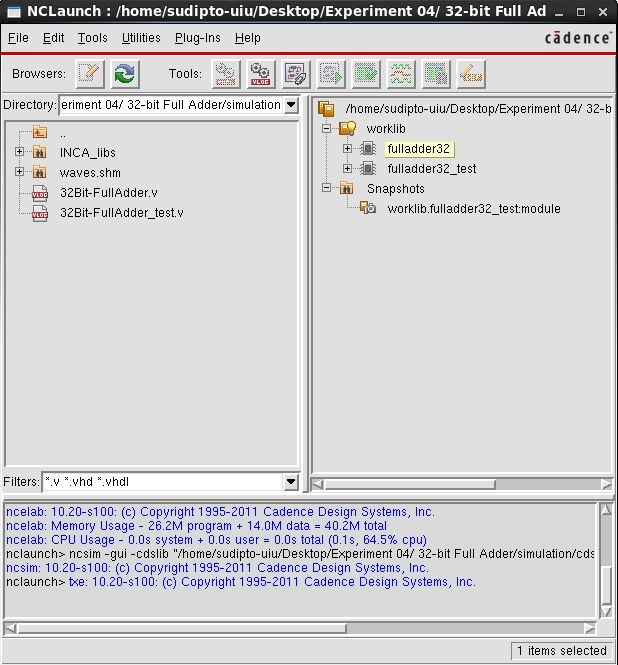 NCLaunch : /home/sudipto-uiu/Desktop/Experiment 04/ 32-bit Full Ad
File Edit Tools Utilities Plug-Ins Help cādence™
Browsers: Tools:
VLOG
Directory: eriment 04/ 32-bit Full Adder/simulation
..
INCA_libs
waves.shm
VLOG 32Bit-FullAdder.v
VLOG 32Bit-FullAdder_test.v
Filters: *.v *.vhd *.vhdl
/home/sudipto-uiu/Desktop/Experiment 04/ 32-b
worklib
fulladder32
fulladder32_test
Snapshots
worklib.fulladder32_test:module
ncelab: 10.20-s100: (c) Copyright 1995-2011 Cadence Design Systems, Inc.
ncelab: Memory Usage - 26.2M program + 14.0M data = 40.2M total
ncelab: CPU Usage - 0.0s system + 0.0s user = 0.0s total (0.1s, 64.5% cpu)
nclaunch> ncsim -gui -cdslib "/home/sudipto-uiu/Desktop/Experiment 04/ 32-bit Full Adder/simulation/cds
ncsim: 10.20-s100: (c) Copyright 1995-2011 Cadence Design Systems, Inc.
nclaunch> txe: 10.20-s100: (c) Copyright 1995-2011 Cadence Design Systems, Inc.
1 items selected